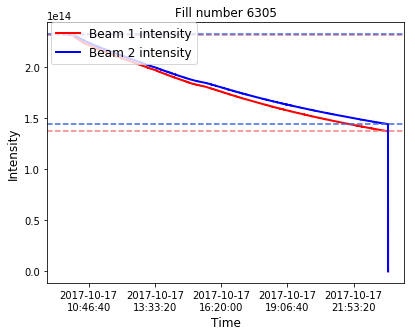 Fill number 6305
1e14
Beam 1 intensity
Beam 2 intensity
2.0
1.5
1.0
0.5
0.0
Intensity
2017-10-17 2017-10-17 2017-10-17 2017-10-17 2017-10-17
10:46:40 13:33:20 16:20:00 19:06:40 21:53:20
Time